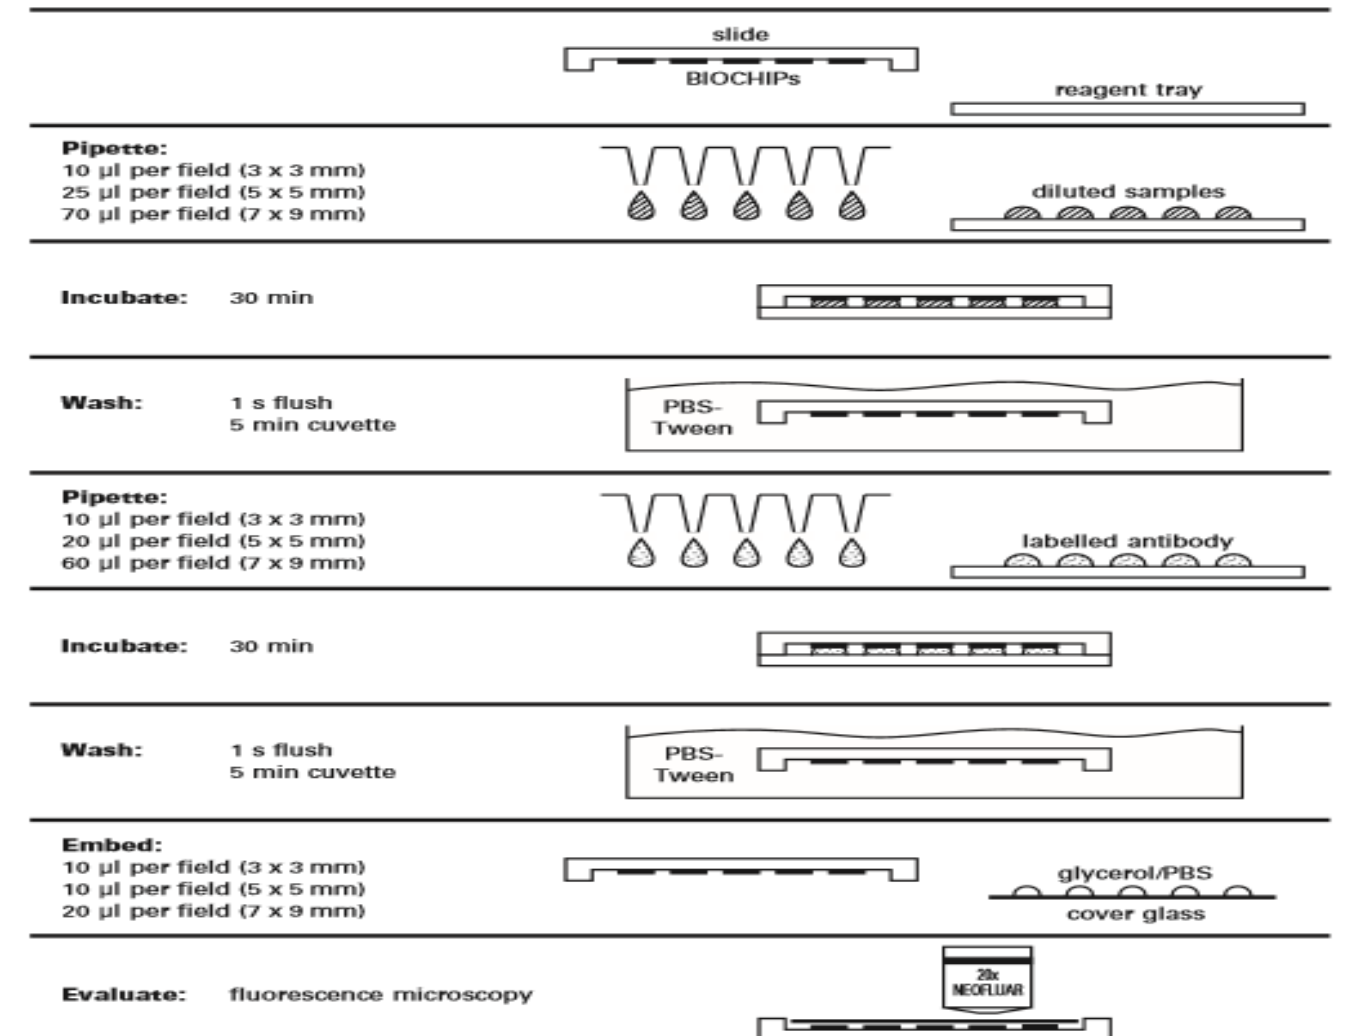 slide
BIOCHIPs
reagent tray
Pipette:
10 µl per field (3 x 3 mm)
25 µl per field (5 x 5 mm)
70 µl per field (7 x 9 mm)
diluted samples
Incubate: 30 min
Wash: 1 s flush
5 min cuvette
PBS-
Tween
Pipette:
10 µl per field (3 x 3 mm)
20 µl per field (5 x 5 mm)
60 µl per field (7 x 9 mm)
labelled antibody
Incubate: 30 min
Wash: 1 s flush
5 min cuvette
PBS-
Tween
Embed:
10 µl per field (3 x 3 mm)
10 µl per field (5 x 5 mm)
20 µl per field (7 x 9 mm)
glycerol/PBS
cover glass
Evaluate: fluorescence microscopy
20x
NEOFLUAR